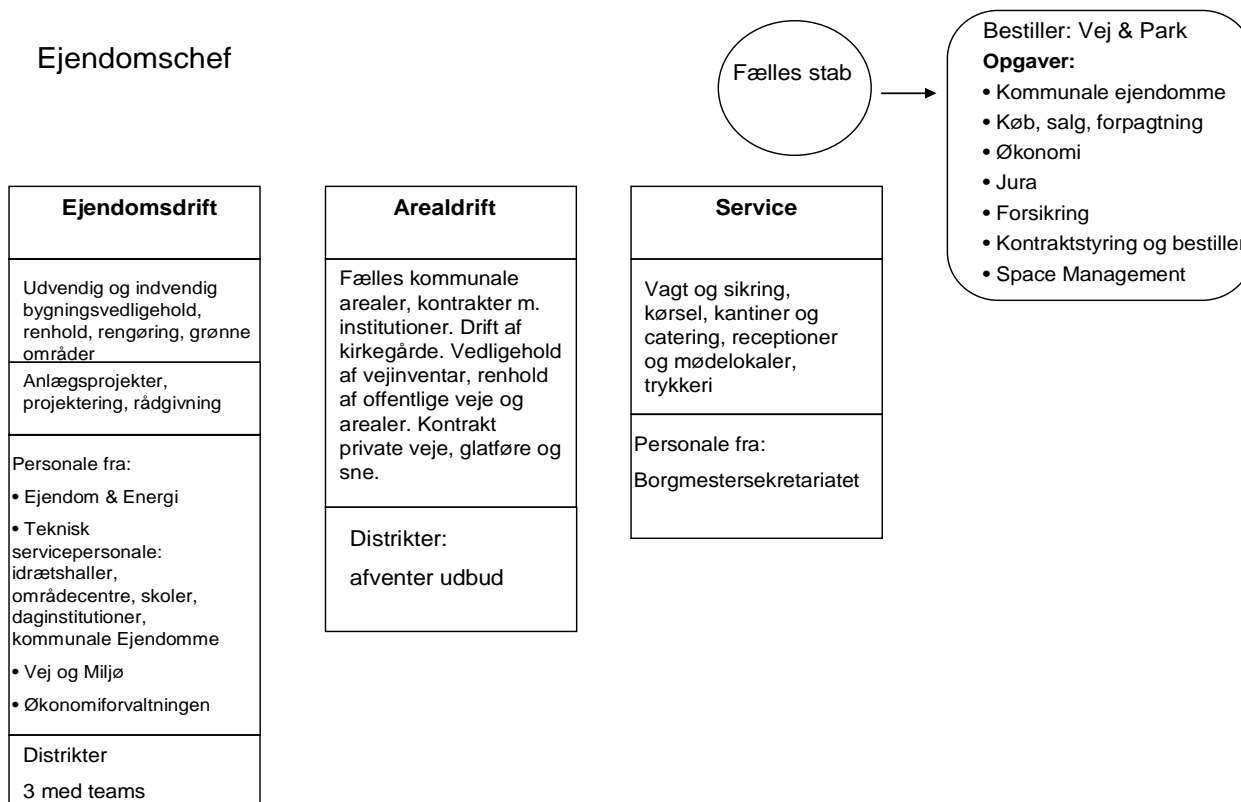 Ejendomschef
Fælles stab
Bestiller: Vej & Park
Opgaver:
• Kommunale ejendomme
• Køb, salg, forpagtning
• Økonomi
• Jura
• Forsikring
• Kontraktstyring og bestiller
• Space Management
Ejendomsdrift
Udvendig og indvendig
bygningsvedligehold,
renhold, rengøring, grønne
områder
Anlægsprojekter,
projektering, rådgivning
Personale fra:
• Ejendom & Energi
• Teknisk
servicepersonale:
idrætshaller,
områdecentre, skoler,
daginstitutioner,
kommunale Ejendomme
• Vej og Miljø
• Økonomiforvaltningen
Distrikter
3 med teams
Arealdrift
Fælles kommunale
arealer, kontrakter m.
institutioner. Drift af
kirkegårde. Vedligehold
af vejinventar, renhold
af offentlige veje og
arealer. Kontrakt
private veje, glatføre og
sne.
Distrikter:
afventer udbud
Service
Vagt og sikring,
kørsel, kantiner og
catering, receptioner
og mødelokaler,
trykkeri
Personale fra:
Borgmestersekretariatet